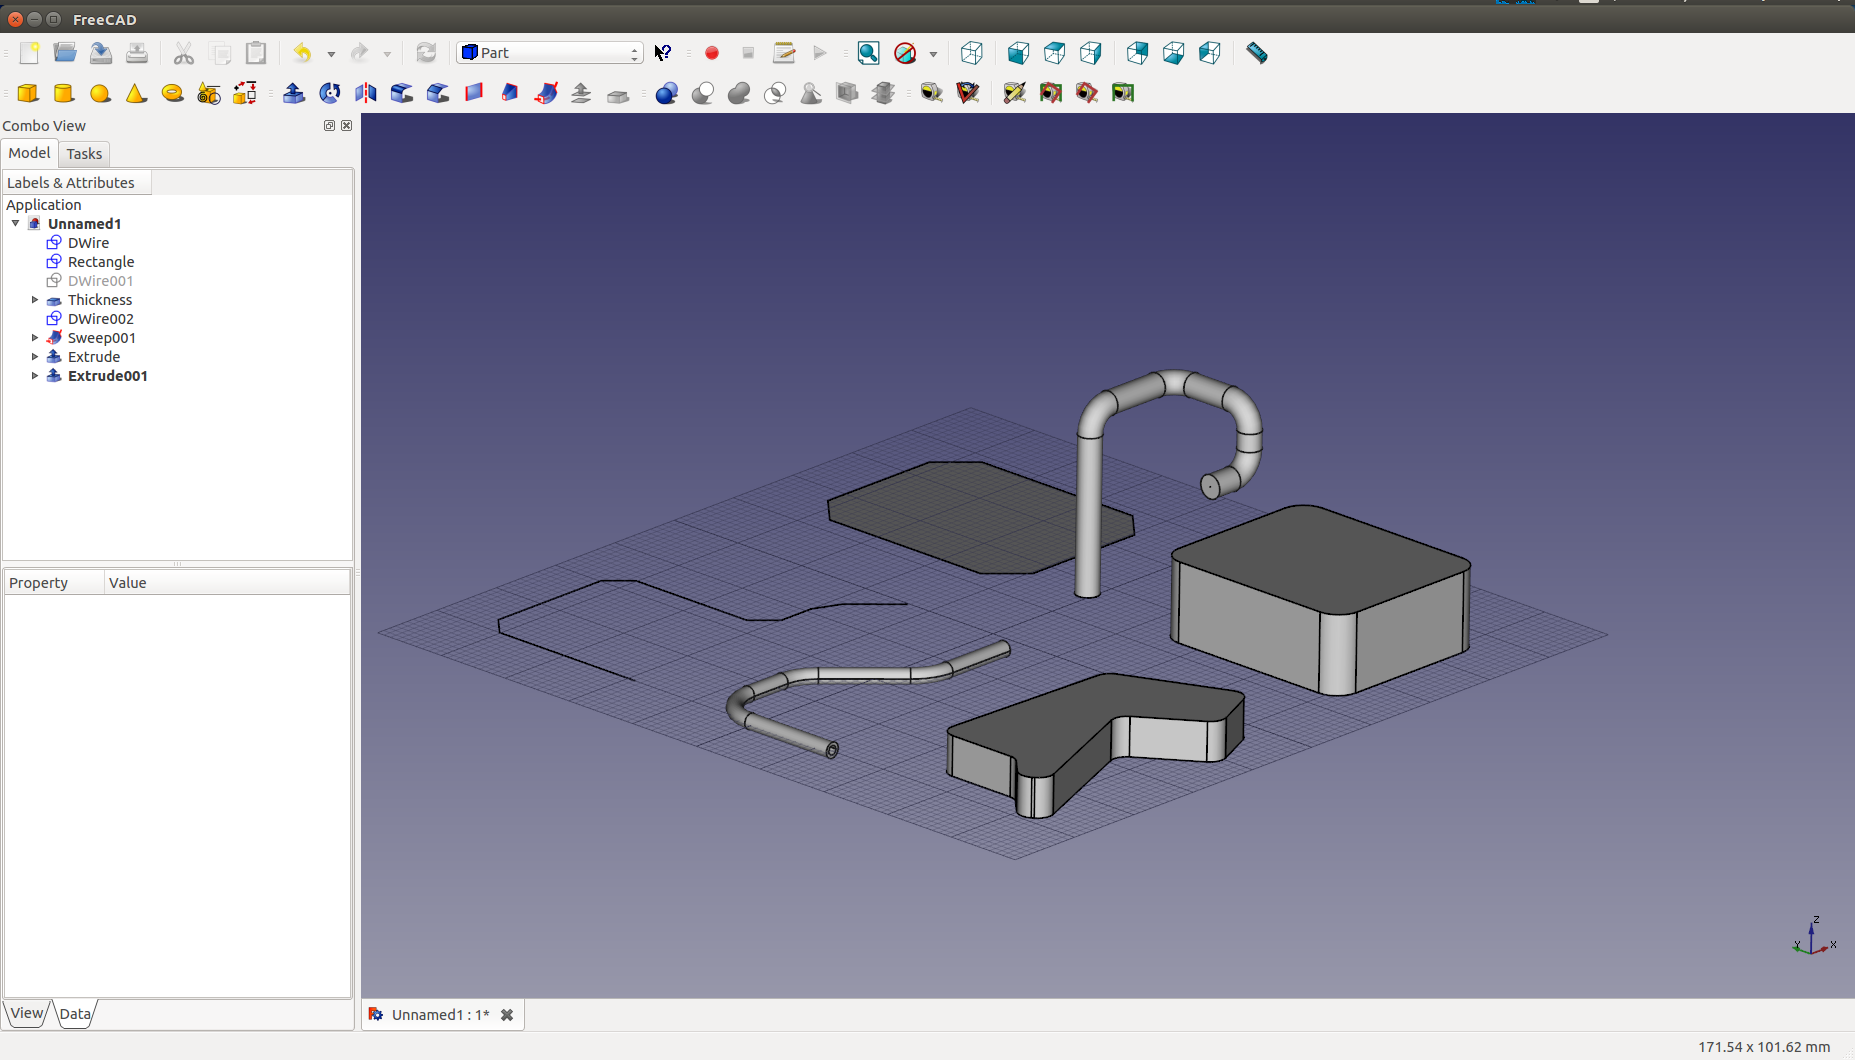 FreeCAD
Part
Combo View
Model Tasks
Labels & Attributes
Application
Unnamed1
DWire
Rectangle
DWire001
Thickness
DWire002
Sweep001
Extrude
Extrude001
Property Value
View Data
Unnamed1 : 1*
Z
Y X
171.54 x 101.62 mm